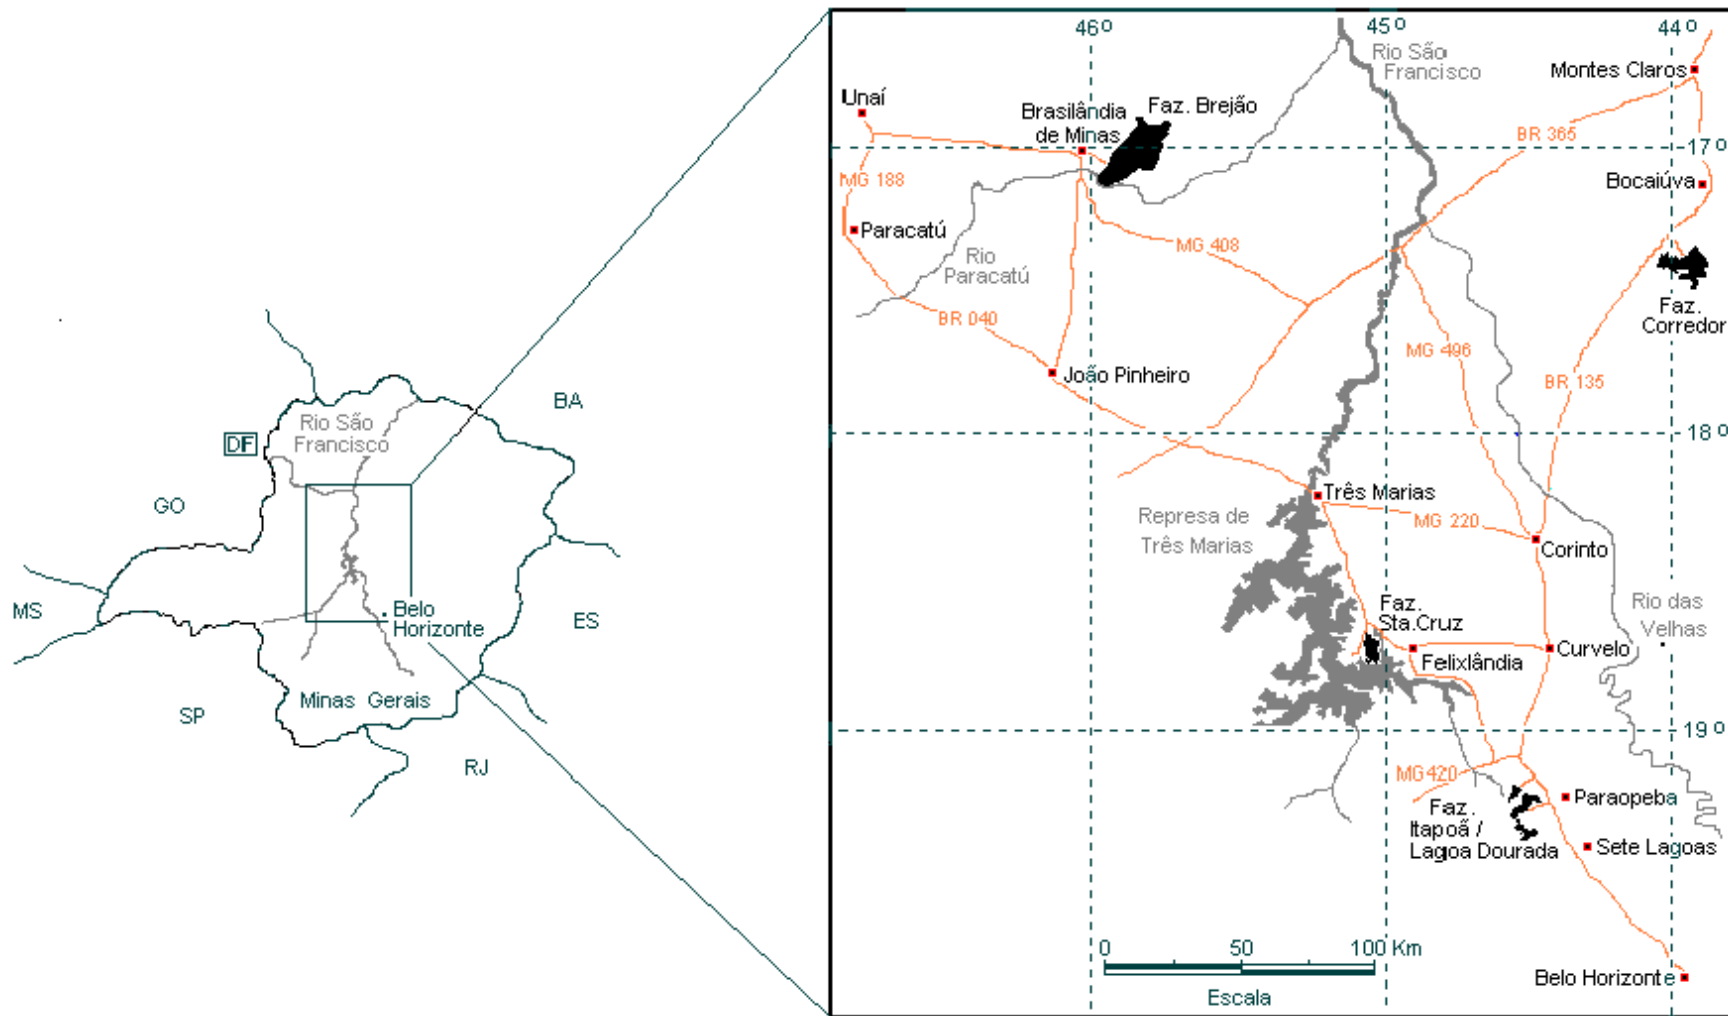 BA
Rio São
Francisco
DF
GO
MS
Belo
Horizonte
ES
Minas Gerais
SP
RJ
46º
45º
44º
Rio São
Francisco
Montes Claros
Unaí
Faz. Brejão
Brasilândia
de Minas
BR 365
17º
MG 188
Bocaiúva
Paracatú
MG 408
Rio
Paracatú
Faz.
Corredor
BR 040
MG 496
João Pinheiro
BR 135
18º
Três Marias
Represa de
Três Marias
MG 220
Corinto
Faz.
Sta.Cruz
Rio das
Velhas
Curvelo
Felixlândia
19º
MG 420
Paraopeba
Faz.
Itapoã /
Lagoa Dourada
Sete Lagoas
0 50 100 Km
Escala
Belo Horizonte